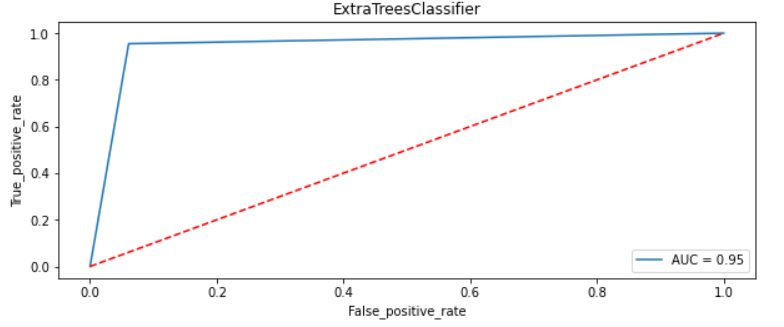 ExtraTreesClassifier
1.0
0.8
0.6
0.4
0.2
0.0
True_positive_rate
AUC = 0.95
0.0 0.2 0.4 0.6 0.8 1.0
False_positive_rate